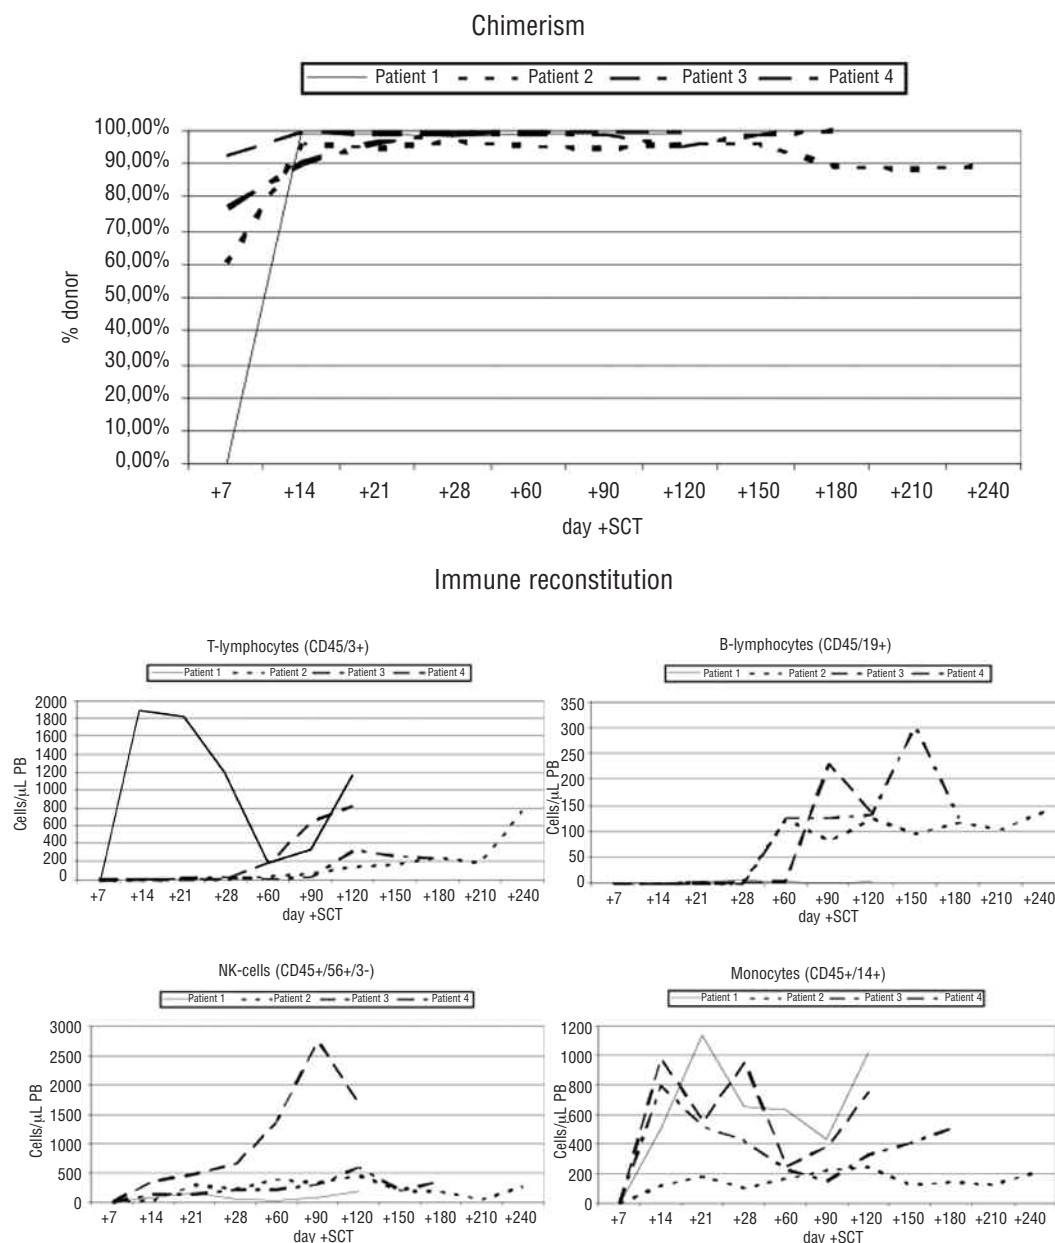 Chimerism
Patient 1 Patient 2 Patient 3 Patient 4
100,00%
90,00%
80,00%
70,00%
60,00%
50,00%
40,00%
30,00%
20,00%
10,00%
0,00%
% donor
+7 +14 +21 +28 +60 +90 +120 +150 +180 +210 +240
day +SCT
Immune reconstitution
T-lymphocytes (CD45/3+)
Patient 1 Patient 2 Patient 3 Patient 4
2000
1800
1600
1400
1200
1000
800
600
400
200
0
Cells/µL PB
+7 +14 +21 +28 +60 +90 +120 +150 +180 +210 +240
day +SCT
B-lymphocytes (CD45/19+)
Patient 1 Patient 2 Patient 3 Patient 4
350
300
250
200
150
100
50
0
Cells/µL PB
+7 +14 +21 +28 +60 +90 +120 +150 +180 +210 +240
day +SCT
NK-cells (CD45+/56+/3-)
Patient 1 Patient 2 Patient 3 Patient 4
3000
2500
2000
1500
1000
500
0
Cells/µL PB
+7 +14 +21 +28 +60 +90 +120 +150 +180 +210 +240
day +SCT
Monocytes (CD45+/14+)
Patient 1 Patient 2 Patient 3 Patient 4
1200
1000
800
600
400
200
0
Cells/µL PB
+7 +14 +21 +28 +60 +90 +120 +150 +180 +210 +240
day +SCT